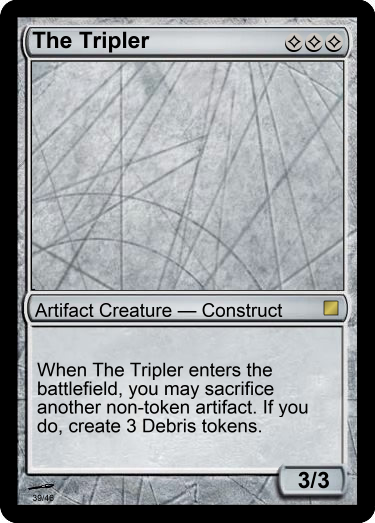 The Tripler
Artifact Creature — Construct
When The Tripler enters the
battlefield, you may sacrifice
another non-token artifact. If you
do, create 3 Debris tokens.
3/3
39/46